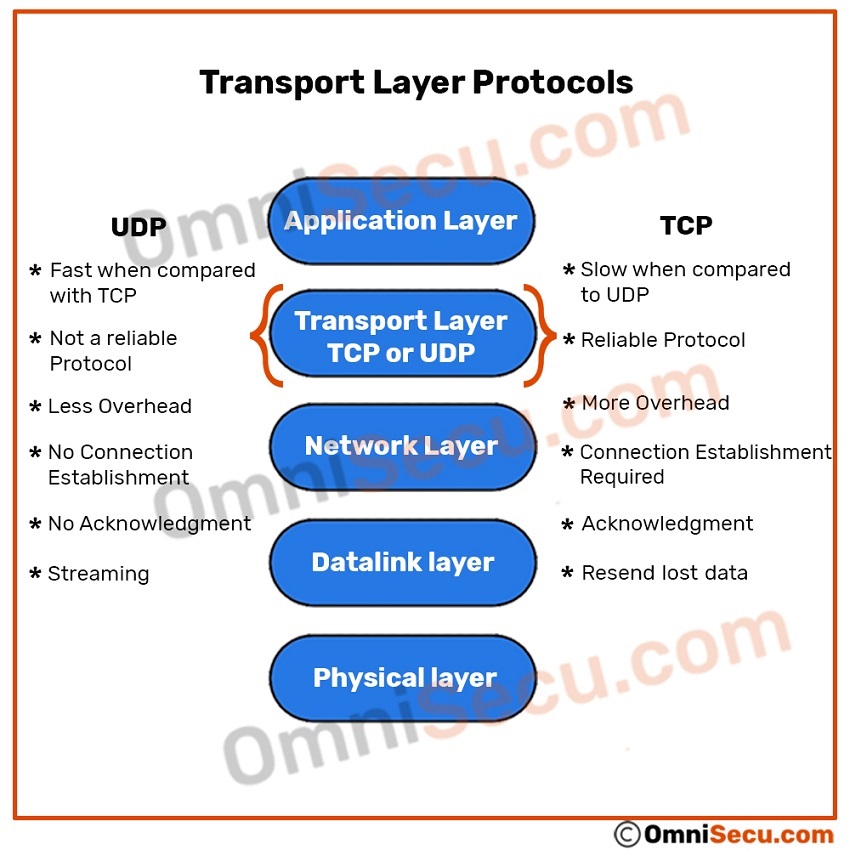 Transport Layer Protocols
UDP
* Fast when compared
with TCP
* Not a reliable
Protocol
* Less Overhead
* No Connection
Establishment
* No Acknowledgment
* Streaming
Application Layer
Transport Layer
TCP or UDP
Network Layer
Datalink layer
Physical layer
TCP
* Slow when compared
to UDP
* Reliable Protocol
* More Overhead
* Connection Establishment
Required
* Acknowledgment
* Resend lost data
OmniSecu.com
OmniSecu.com
OmniSecu.com
©OmniSecu.com